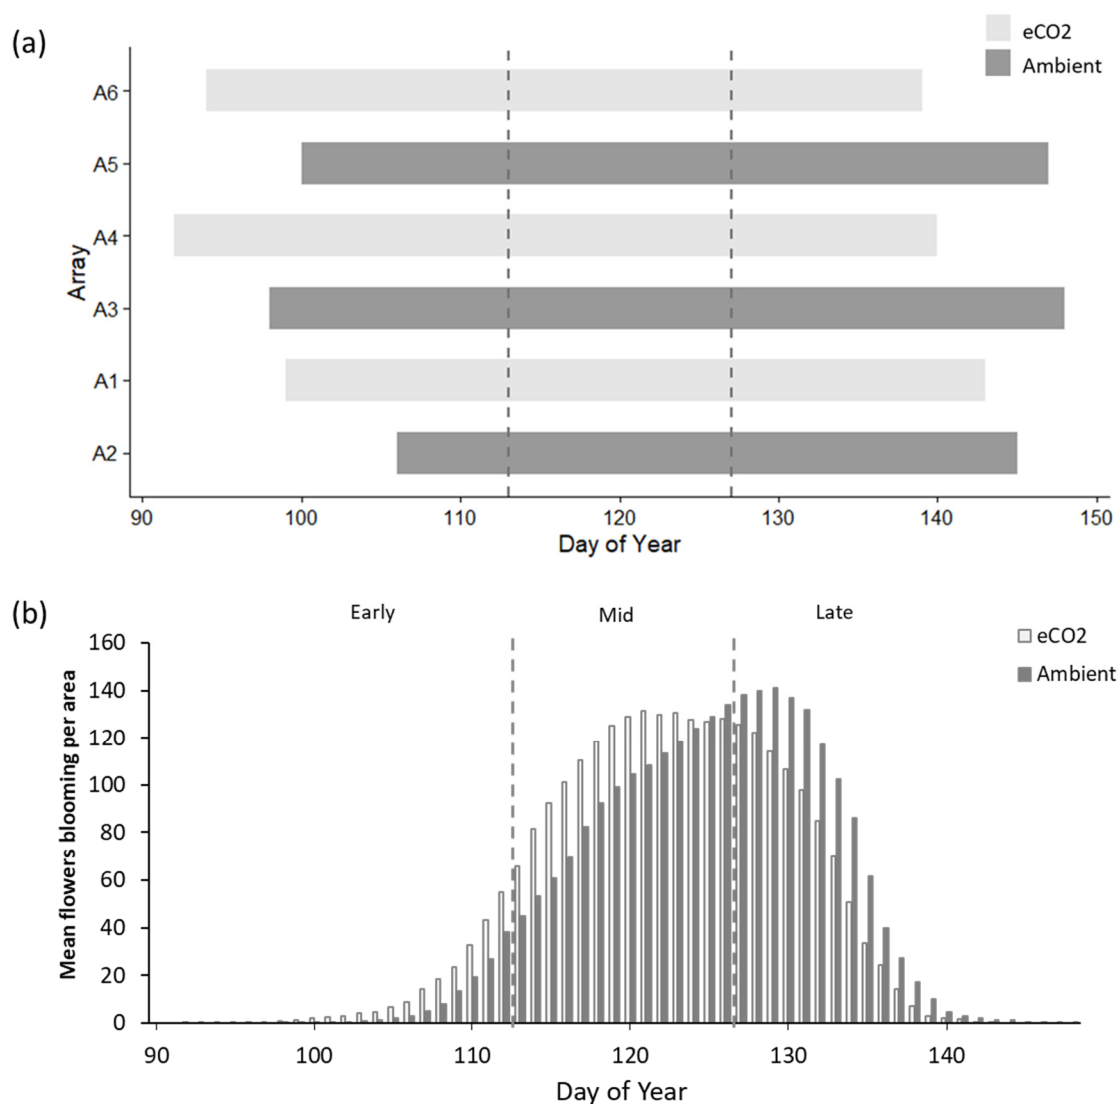 (a)
eCO2
Ambient
A6
A5
A4
A3
A1
A2
Array
90 100 110 120 130 140 150
Day of Year
(b)
Early Mid Late
eCO2
Ambient
160
140
120
100
80
60
40
20
0
Mean flowers blooming per area
90 100 110 120 130 140
Day of Year